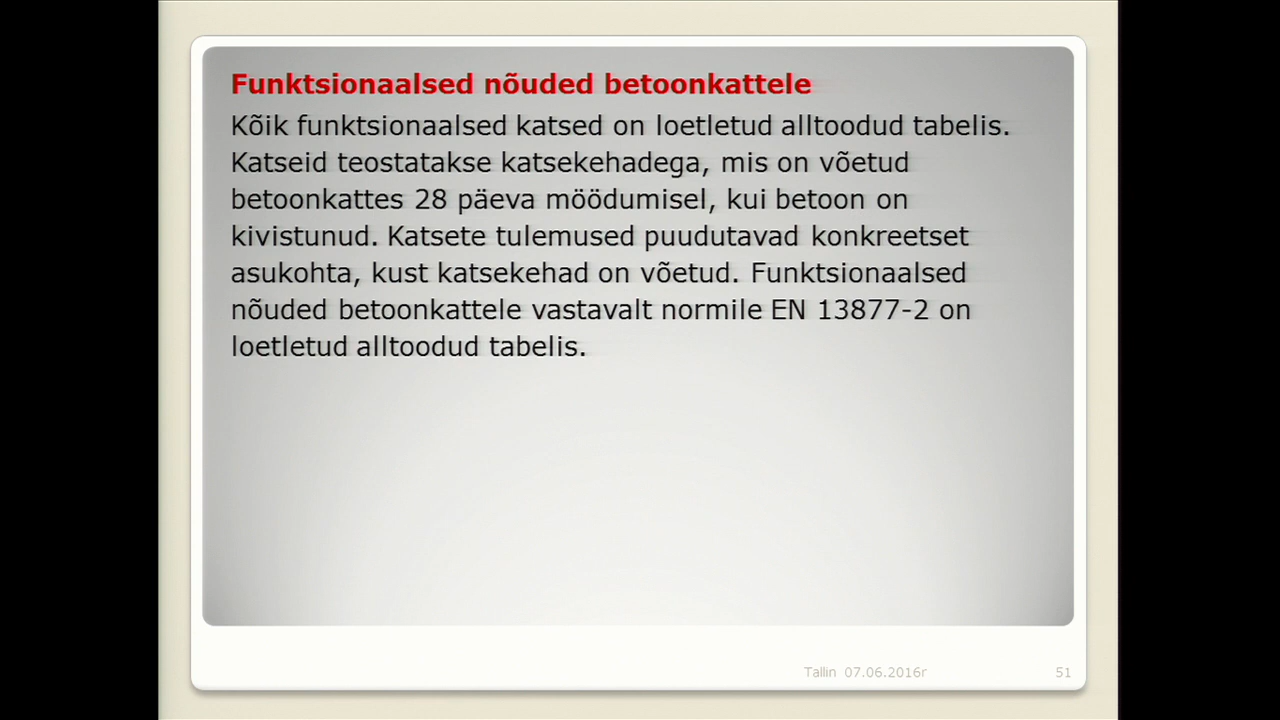 Funktsionaalsed nõuded betoonkattele
Kõik funktsionaalsed katsed on loetletud alltoodud tabelis.
Katseid teostatakse katsekehadega, mis on võetud
betoonkattes 28 päeva möödumisel, kui betoon on
kivistunud. Katsete tulemused puudutavad konkreetset
asukohta, kust katsekehad on võetud. Funktsionaalsed
nõuded betoonkattele vastavalt normile EN 13877-2 on
loetletud alltoodud tabelis.
Tallin 07.06.2016r
51